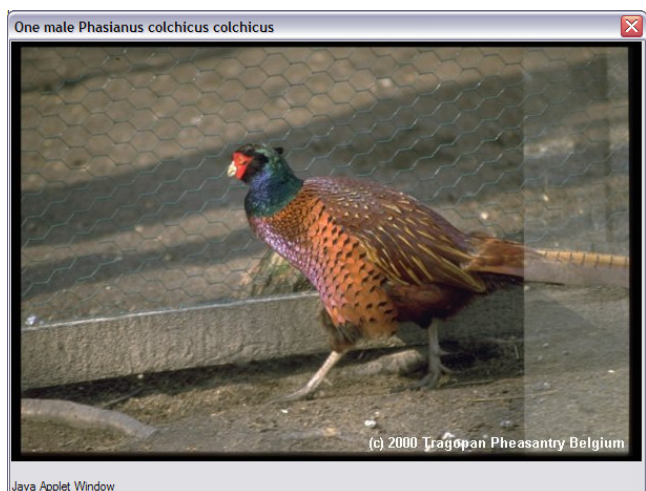 One male Phasianus colchicus colchicus
(c) 2000 Tragopan Pheasantry Belgium
Java Applet Window